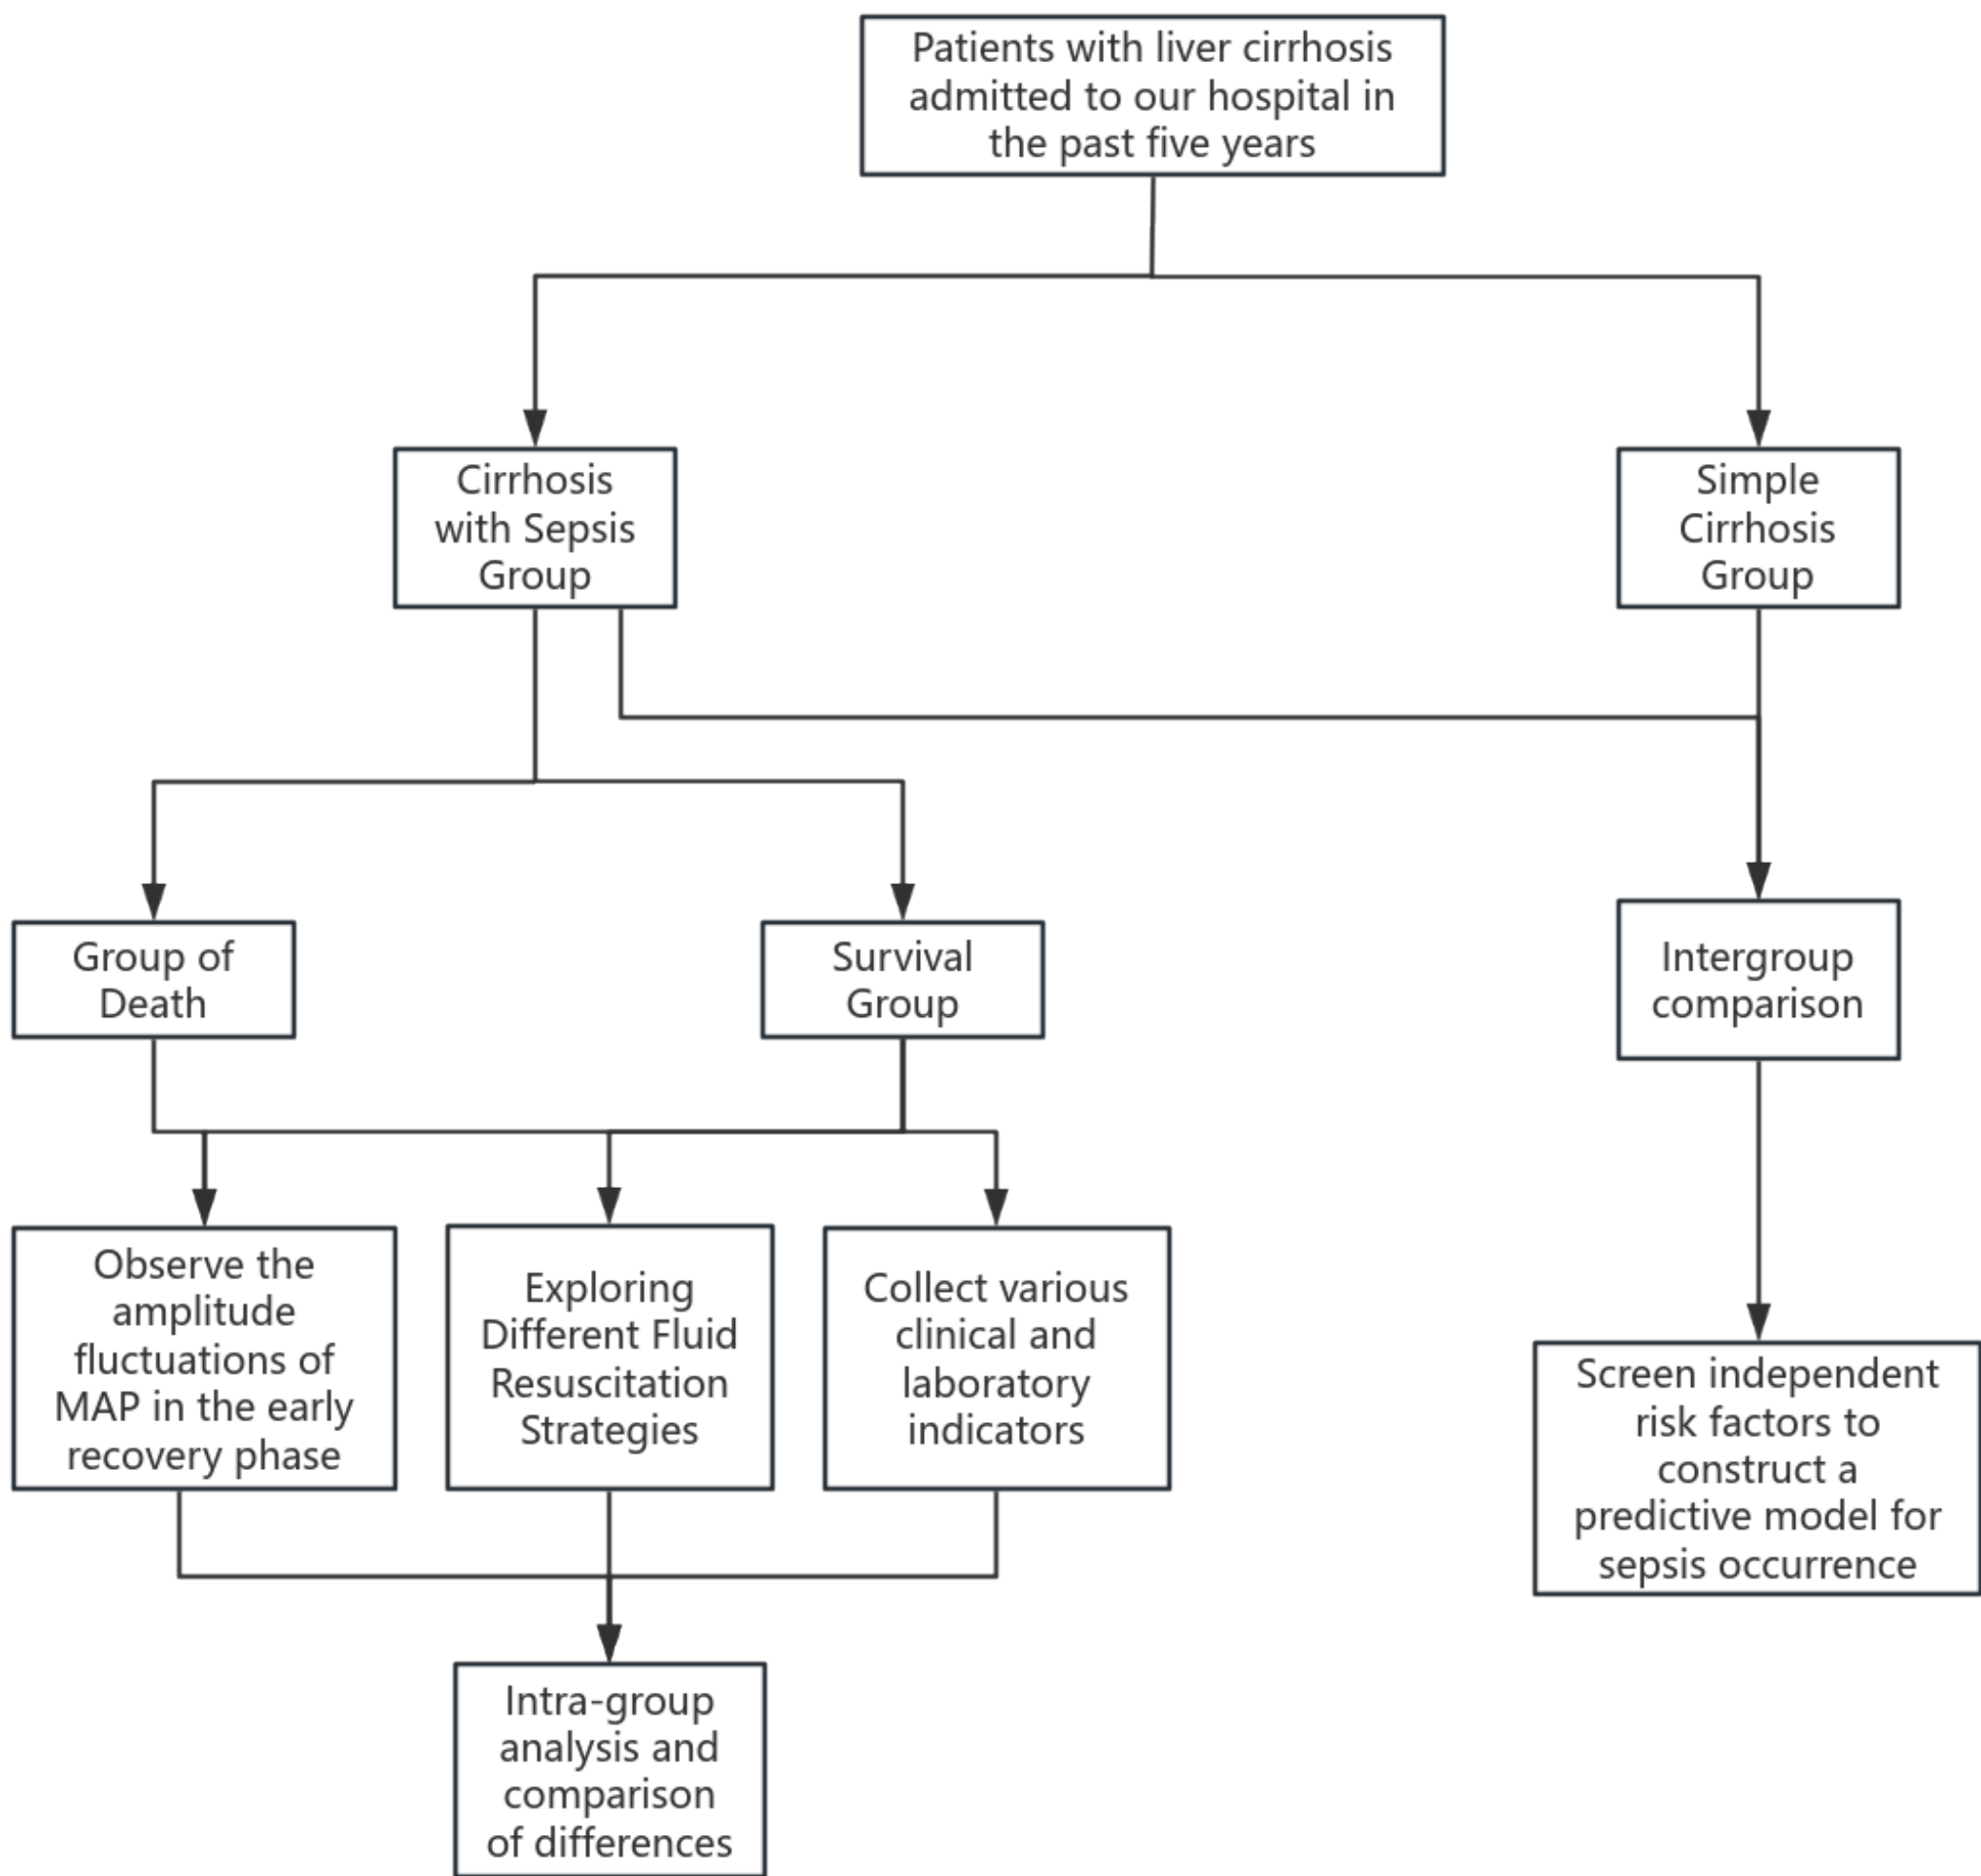 Patients with liver cirrhosis
admitted to our hospital in
the past five years
Cirrhosis
with Sepsis
Group
Simple
Cirrhosis
Group
Group of
Death
Survival
Group
Intergroup
comparison
Observe the
amplitude
fluctuations of
MAP in the early
recovery phase
Exploring
Different Fluid
Resuscitation
Strategies
Collect various
clinical and
laboratory
indicators
Screen independent
risk factors to
construct a
predictive model for
sepsis occurrence
Intra-group
analysis and
comparison
of differences